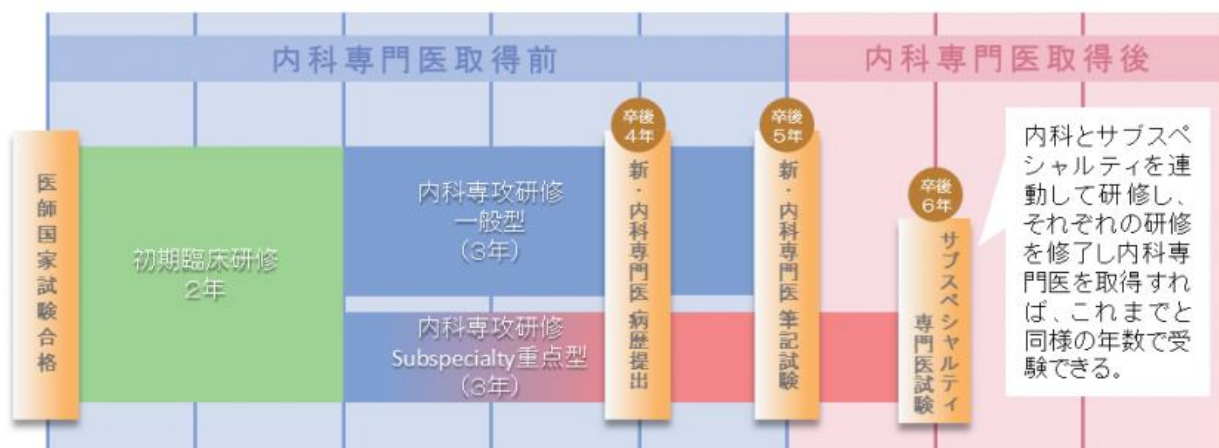 内科専門医取得前
内科専門医取得後
医師国家試験合格
初期臨床研修
2年
内科専攻研修
一般型
（3年）
内科専攻研修
Subspecialty重点型
（3年）
卒後
4年
新・内科専門医 病歴提出
卒後
5年
新・内科専門医 筆記試験
卒後
6年
サブスペシャルティ
専門医試験
内科とサブスペ
シャルティを連
動して研修し、
それぞれの研修
を修了し内科専
門医を取得すれ
ば、これまでと
同様の年数で受
験できる。